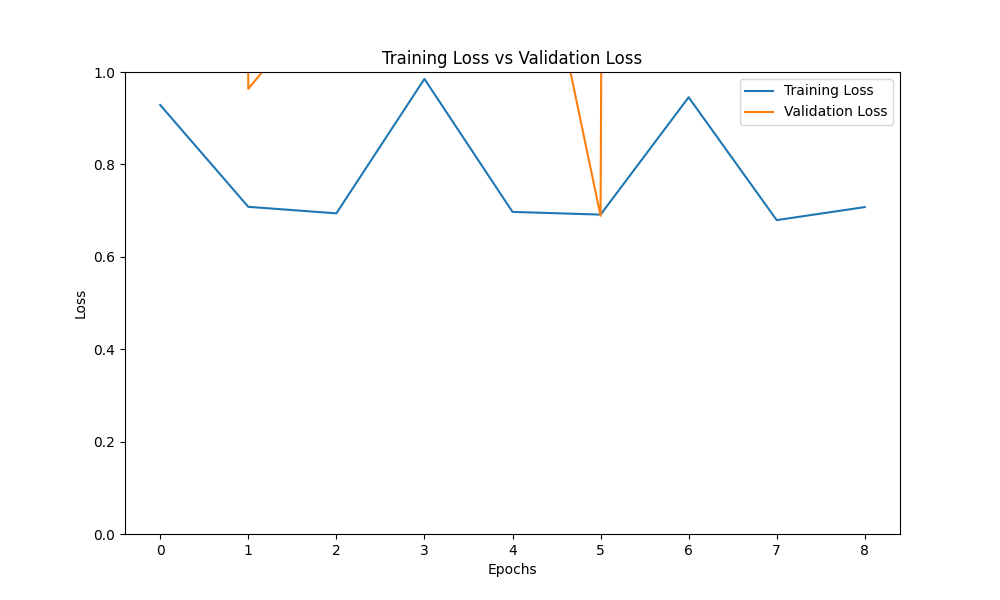 Training Loss vs Validation Loss
Training Loss
Validation Loss
1.0
0.8
0.6
0.4
0.2
0.0
Loss
0 1 2 3 4 5 6 7 8
Epochs